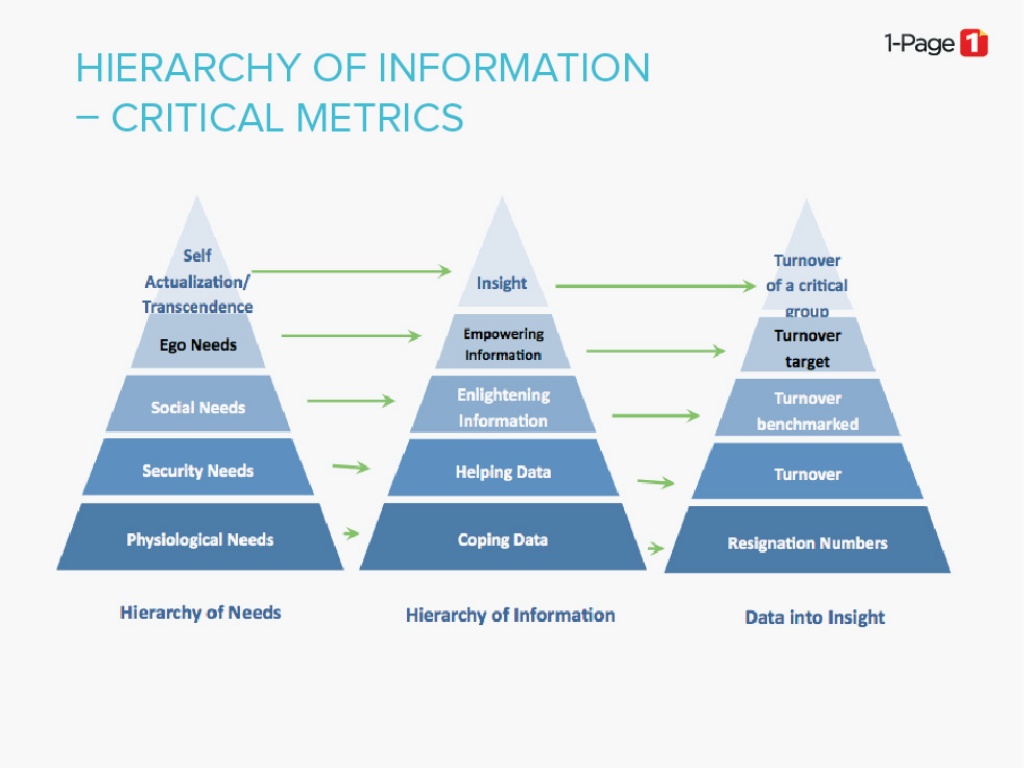 1-Page 1
HIERARCHY OF INFORMATION
– CRITICAL METRICS
Self
Actualization/
Transcendence
Ego Needs
Social Needs
Security Needs
Physiological Needs
Hierarchy of Needs
Insight
Empowering
Information
Enlightening
Information
Helping Data
Coping Data
Hierarchy of Information
Turnover
of a critical
group
Turnover
target
Turnover
benchmarked
Turnover
Resignation Numbers
Data into Insight